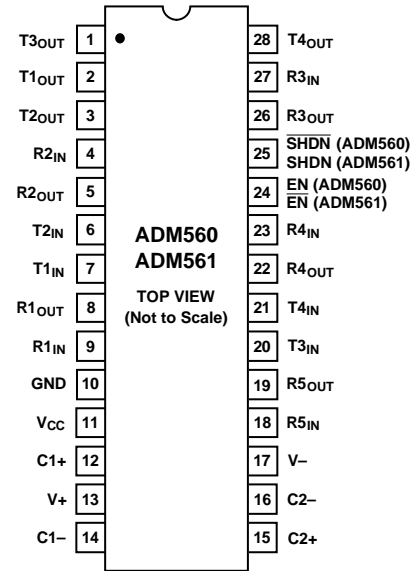 T3OUT 1
T1OUT 2
T2OUT 3
R2IN 4
R2OUT 5
T2IN 6
T1IN 7
R1OUT 8
R1IN 9
GND 10
VCC 11
C1+ 12
V+ 13
C1– 14
ADM560
ADM561
TOP VIEW
(Not to Scale)
28 T4OUT
27 R3IN
26 R3OUT
25 S̅H̅D̅N̅ (ADM560)
SHDN (ADM561)
24 EN (ADM560)
E̅N̅ (ADM561)
23 R4IN
22 R4OUT
21 T4IN
20 T3IN
19 R5OUT
18 R5IN
17 V–
16 C2–
15 C2+